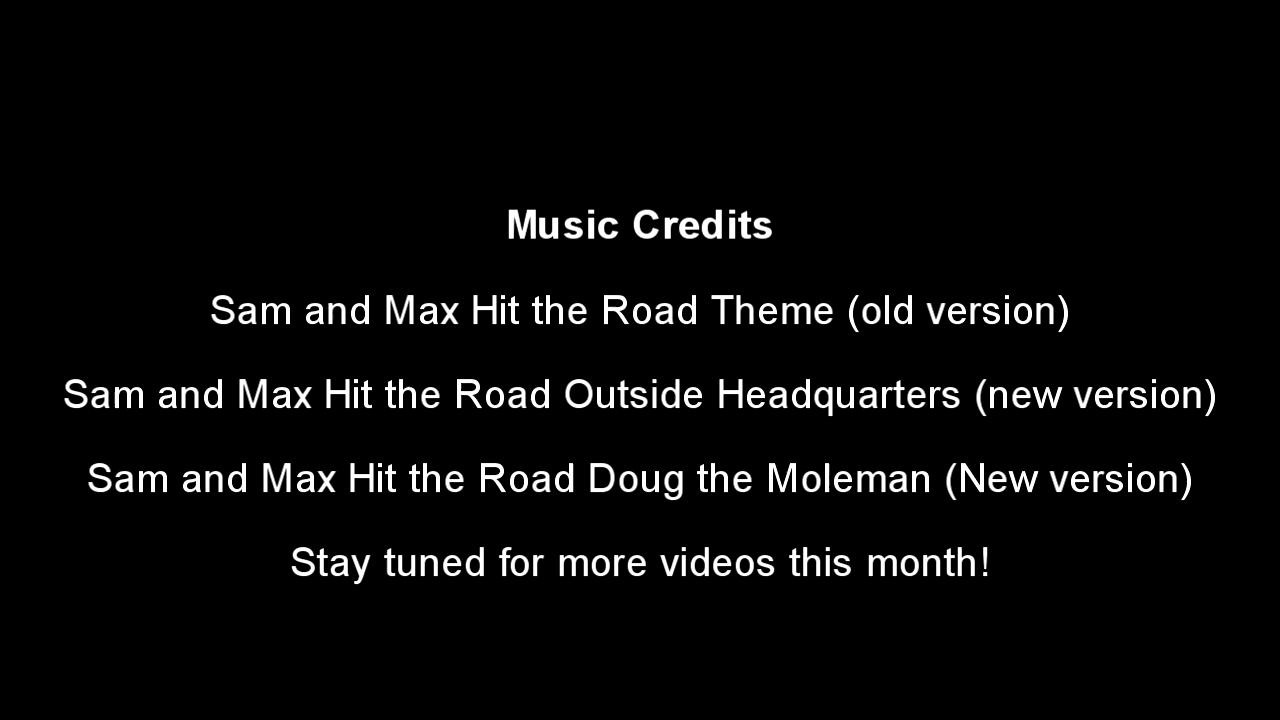 Music Credits
Sam and Max Hit the Road Theme (old version)
Sam and Max Hit the Road Outside Headquarters (new version)
Sam and Max Hit the Road Doug the Moleman (New version)
Stay tuned for more videos this month!